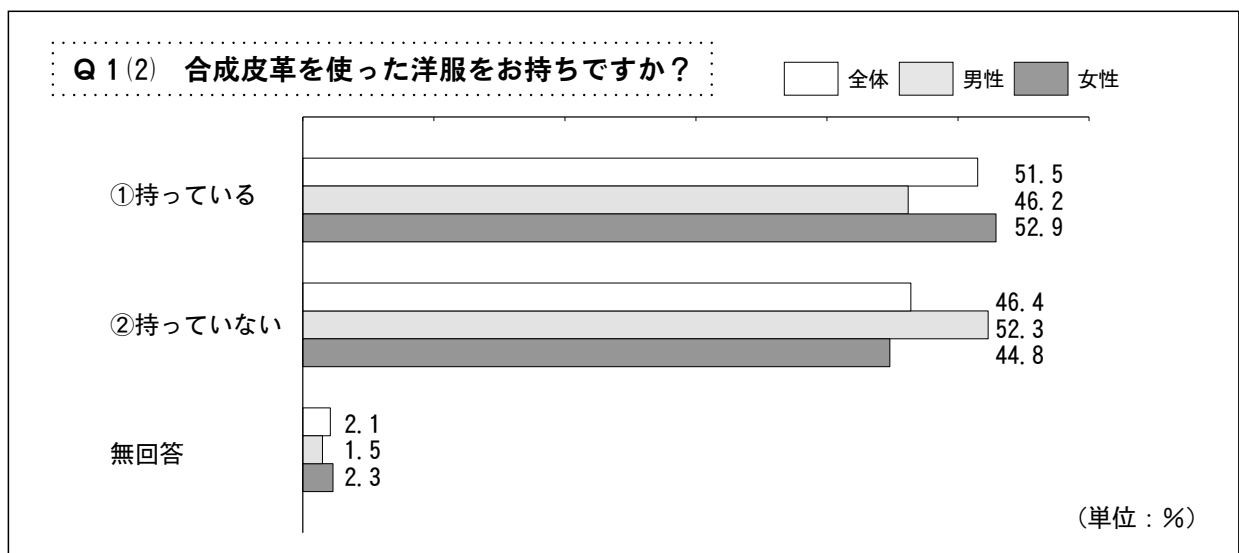 Q1(2) 合成皮革を使った洋服をお持ちですか?
全体 男性 女性
①持っている
51.5
46.2
52.9
②持っていない
46.4
52.3
44.8
無回答
2.1
1.5
2.3
(単位:%)